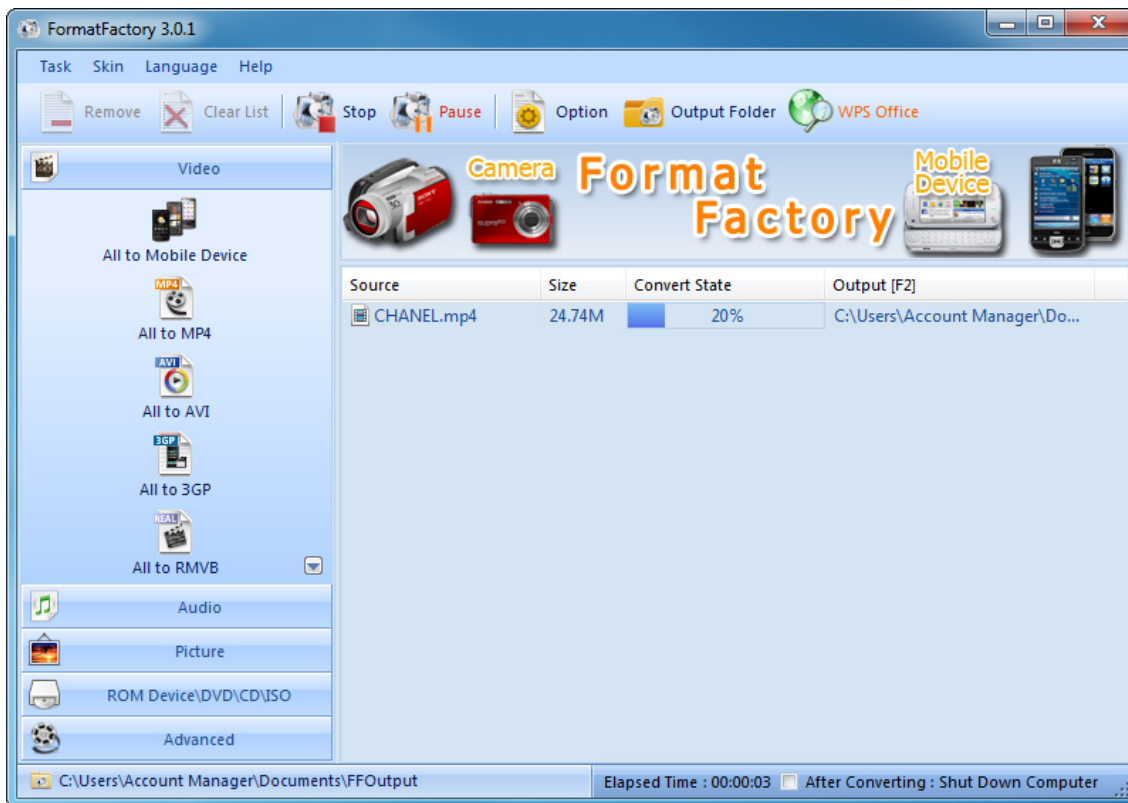 FormatFactory 3.0.1
Task Skin Language Help
Remove Clear List Stop Pause Option Output Folder WPS Office
Video
All to Mobile Device
MP4
All to MP4
AVI
All to AVI
3GP
All to 3GP
REAL
All to RMVB
Audio
Picture
ROM Device\DVD\CD\ISO
Advanced
Camera
Format
Factory
Mobile
Device
SONY
Source Size Convert State Output [F2]
CHANEL.mp4 24.74M 20% C:\Users\Account Manager\Do...
C:\Users\Account Manager\Documents\FFOutput
Elapsed Time : 00:00:03 After Converting : Shut Down Computer